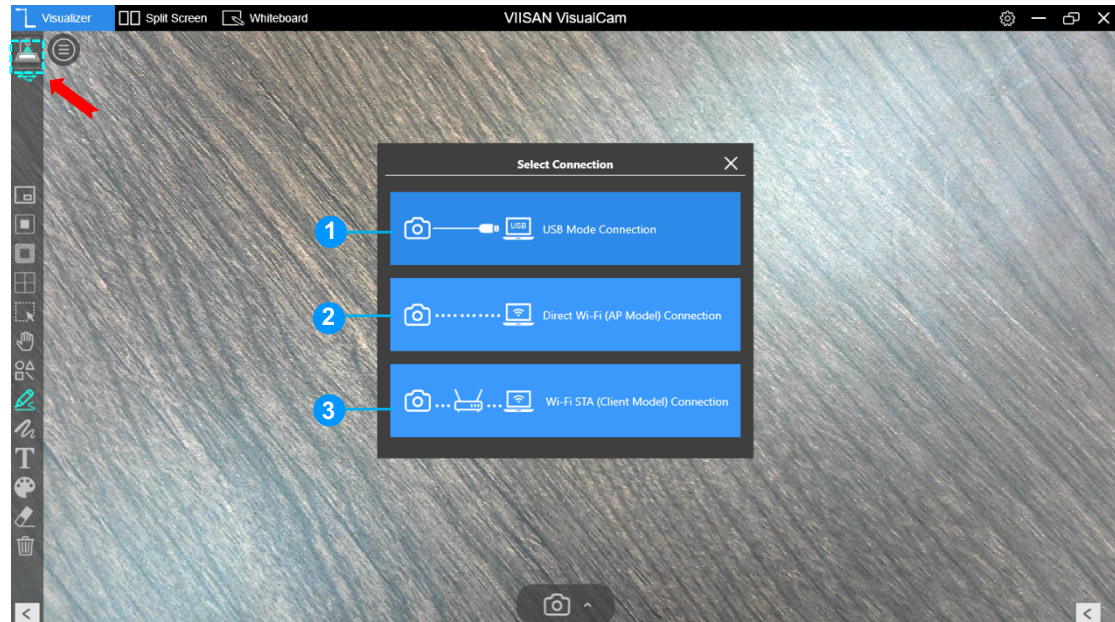 Visualizer
Split Screen
Whiteboard
VIISAN VisualCam
Select Connection
1
USB
USB Mode Connection
2
Direct Wi-Fi (AP Model) Connection
3
Wi-Fi STA (Client Model) Connection
T